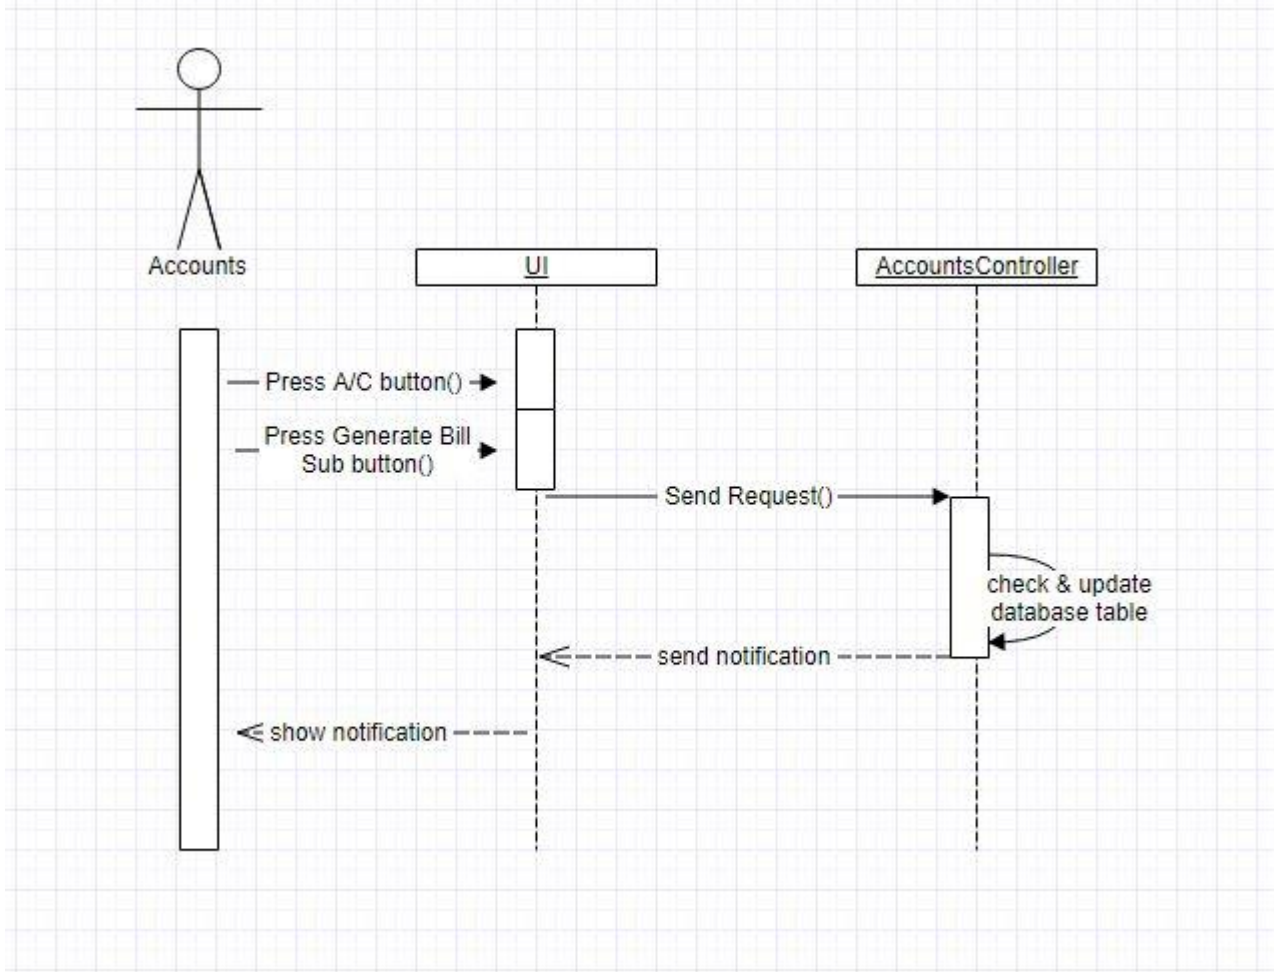 Accounts
UI
AccountsController
Press A/C button()
Press Generate Bill
Sub button()
Send Request()
check & update
database table
send notification
show notification